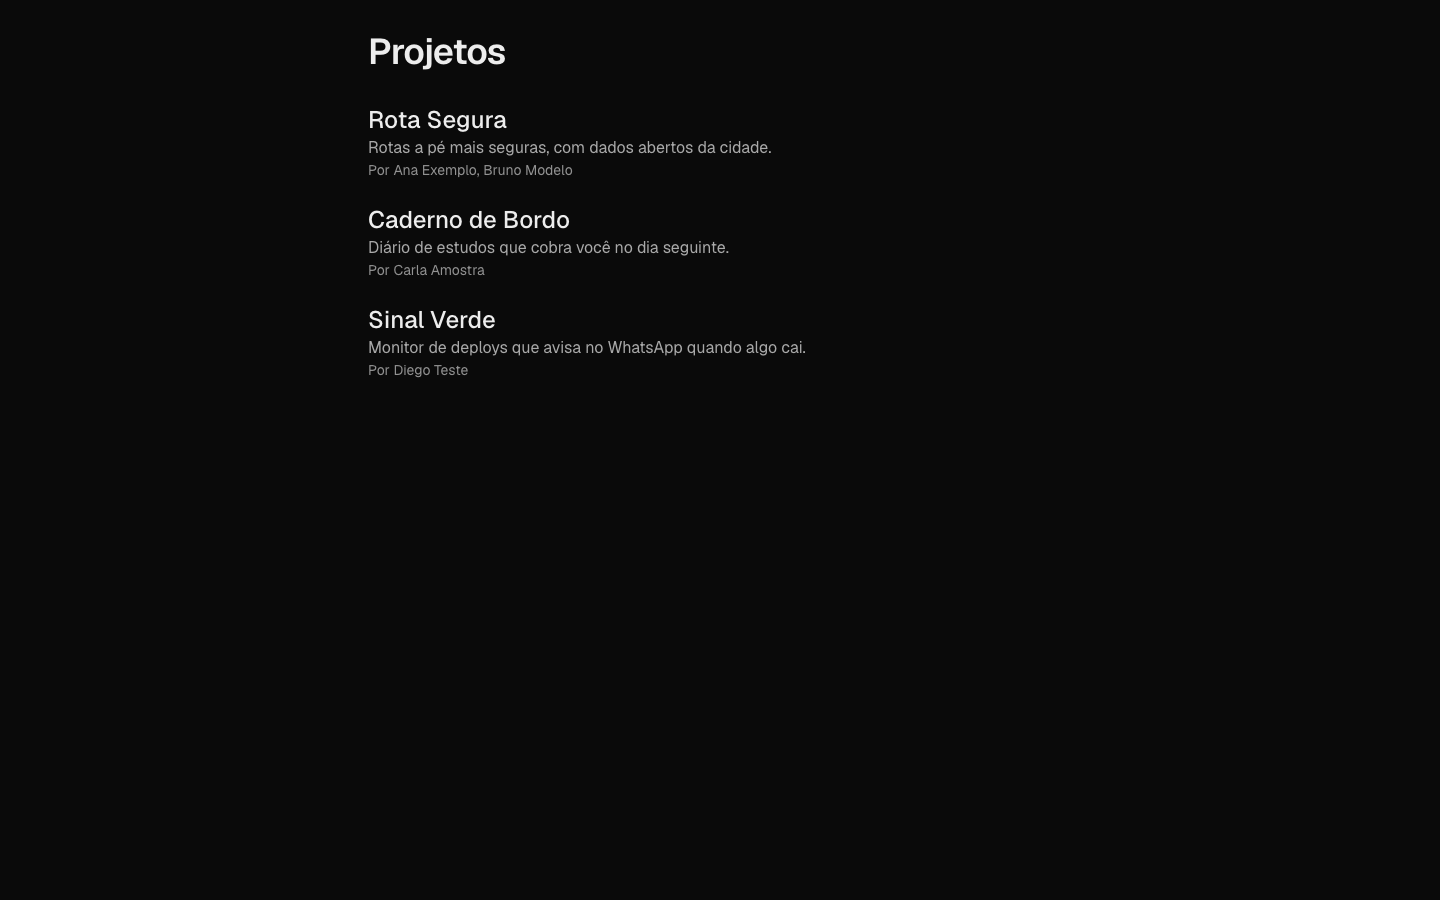 Projetos
Rota Segura
Rotas a pé mais seguras, com dados abertos da cidade.
Por Ana Exemplo, Bruno Modelo
Caderno de Bordo
Diário de estudos que cobra você no dia seguinte.
Por Carla Amostra
Sinal Verde
Monitor de deploys que avisa no WhatsApp quando algo cai.
Por Diego Teste